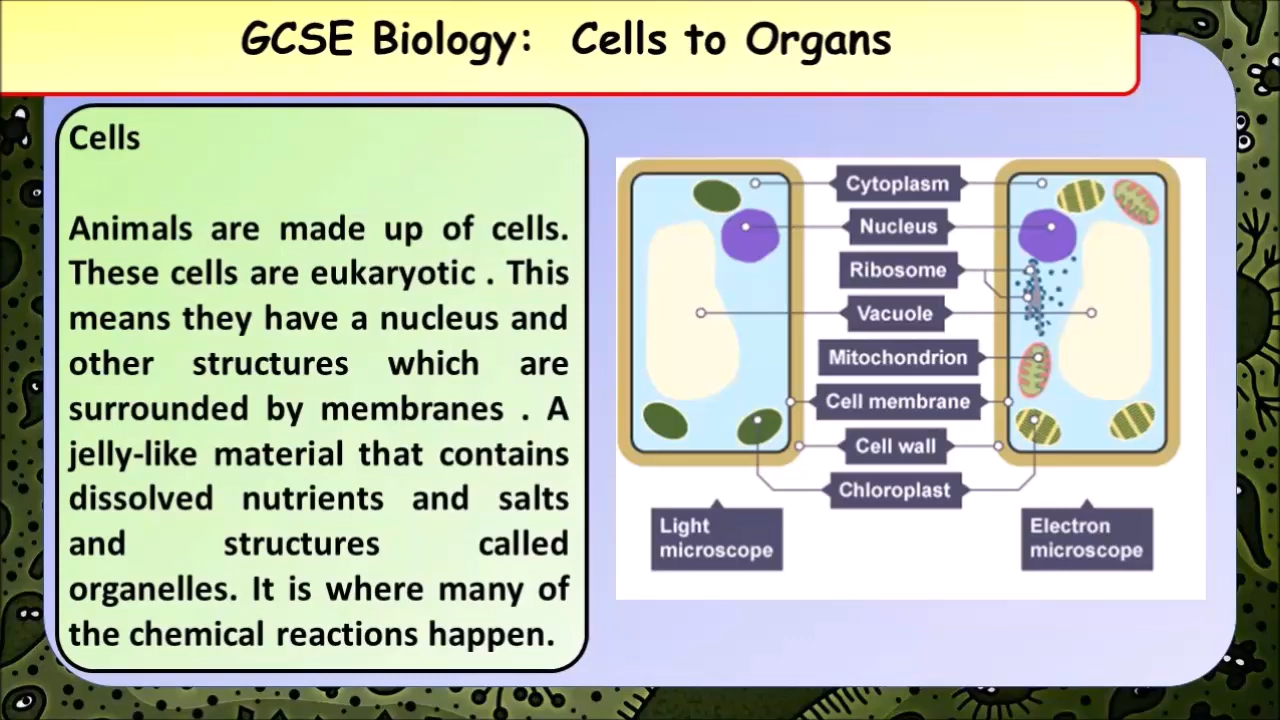 GCSE Biology:  Cells to Organs
Cells
Animals are made up of cells.
These cells are eukaryotic . This
means they have a nucleus and
other structures which are
surrounded by membranes . A
jelly-like material that contains
dissolved nutrients and salts
and structures called
organelles. It is where many of
the chemical reactions happen.
Cytoplasm
Nucleus
Ribosome
Vacuole
Mitochondrion
Cell membrane
Cell wall
Chloroplast
Light
microscope
Electron
microscope